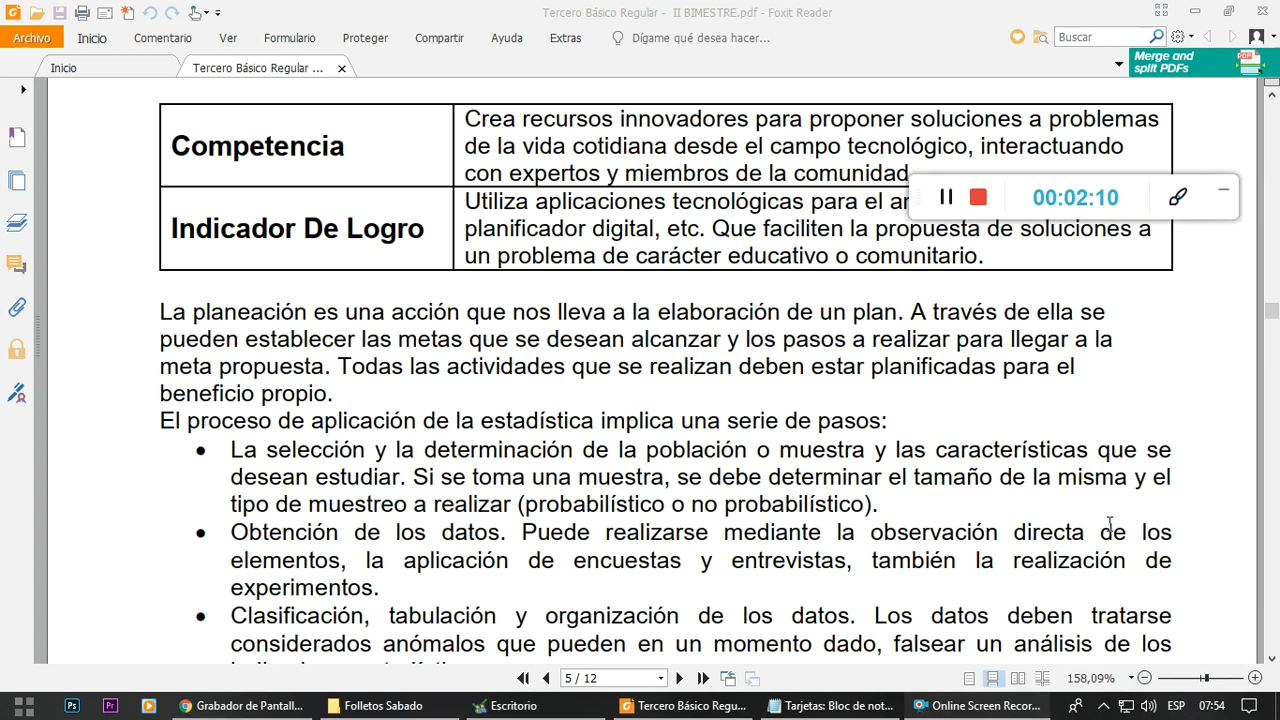 Tercero Básico Regular - II BIMESTRE.pdf - Foxit Reader
Archivo Inicio Comentario Ver Formulario Proteger Compartir Ayuda Extras Dígame qué desea hacer... Buscar
Inicio Tercero Básico Regular ... Merge and
split PDFs
Competencia
Crea recursos innovadores para proponer soluciones a problemas
de la vida cotidiana desde el campo tecnológico, interactuando
con expertos y miembros de la comunidad
00:02:10
Indicador De Logro
Utiliza aplicaciones tecnológicas para el
planificador digital, etc. Que faciliten la propuesta de soluciones a
un problema de carácter educativo o comunitario.
La planeación es una acción que nos lleva a la elaboración de un plan. A través de ella se
pueden establecer las metas que se desean alcanzar y los pasos a realizar para llegar a la
meta propuesta. Todas las actividades que se realizan deben estar planificadas para el
beneficio propio.
El proceso de aplicación de la estadística implica una serie de pasos:
• La selección y la determinación de la población o muestra y las características que se
desean estudiar. Si se toma una muestra, se debe determinar el tamaño de la misma y el
tipo de muestreo a realizar (probabilístico o no probabilístico).
• Obtención de los datos. Puede realizarse mediante la observación directa de los
elementos, la aplicación de encuestas y entrevistas, también la realización de
experimentos.
• Clasificación, tabulación y organización de los datos. Los datos deben tratarse
considerados anómalos que pueden en un momento dado, falsear un análisis de los
5 / 12 158,09%
Ps Pr Grabador de Pantall... Folletos Sabado Escritorio Tercero Básico Regu... Tarjetas: Bloc de not... Online Screen Recor... ESP 07:54